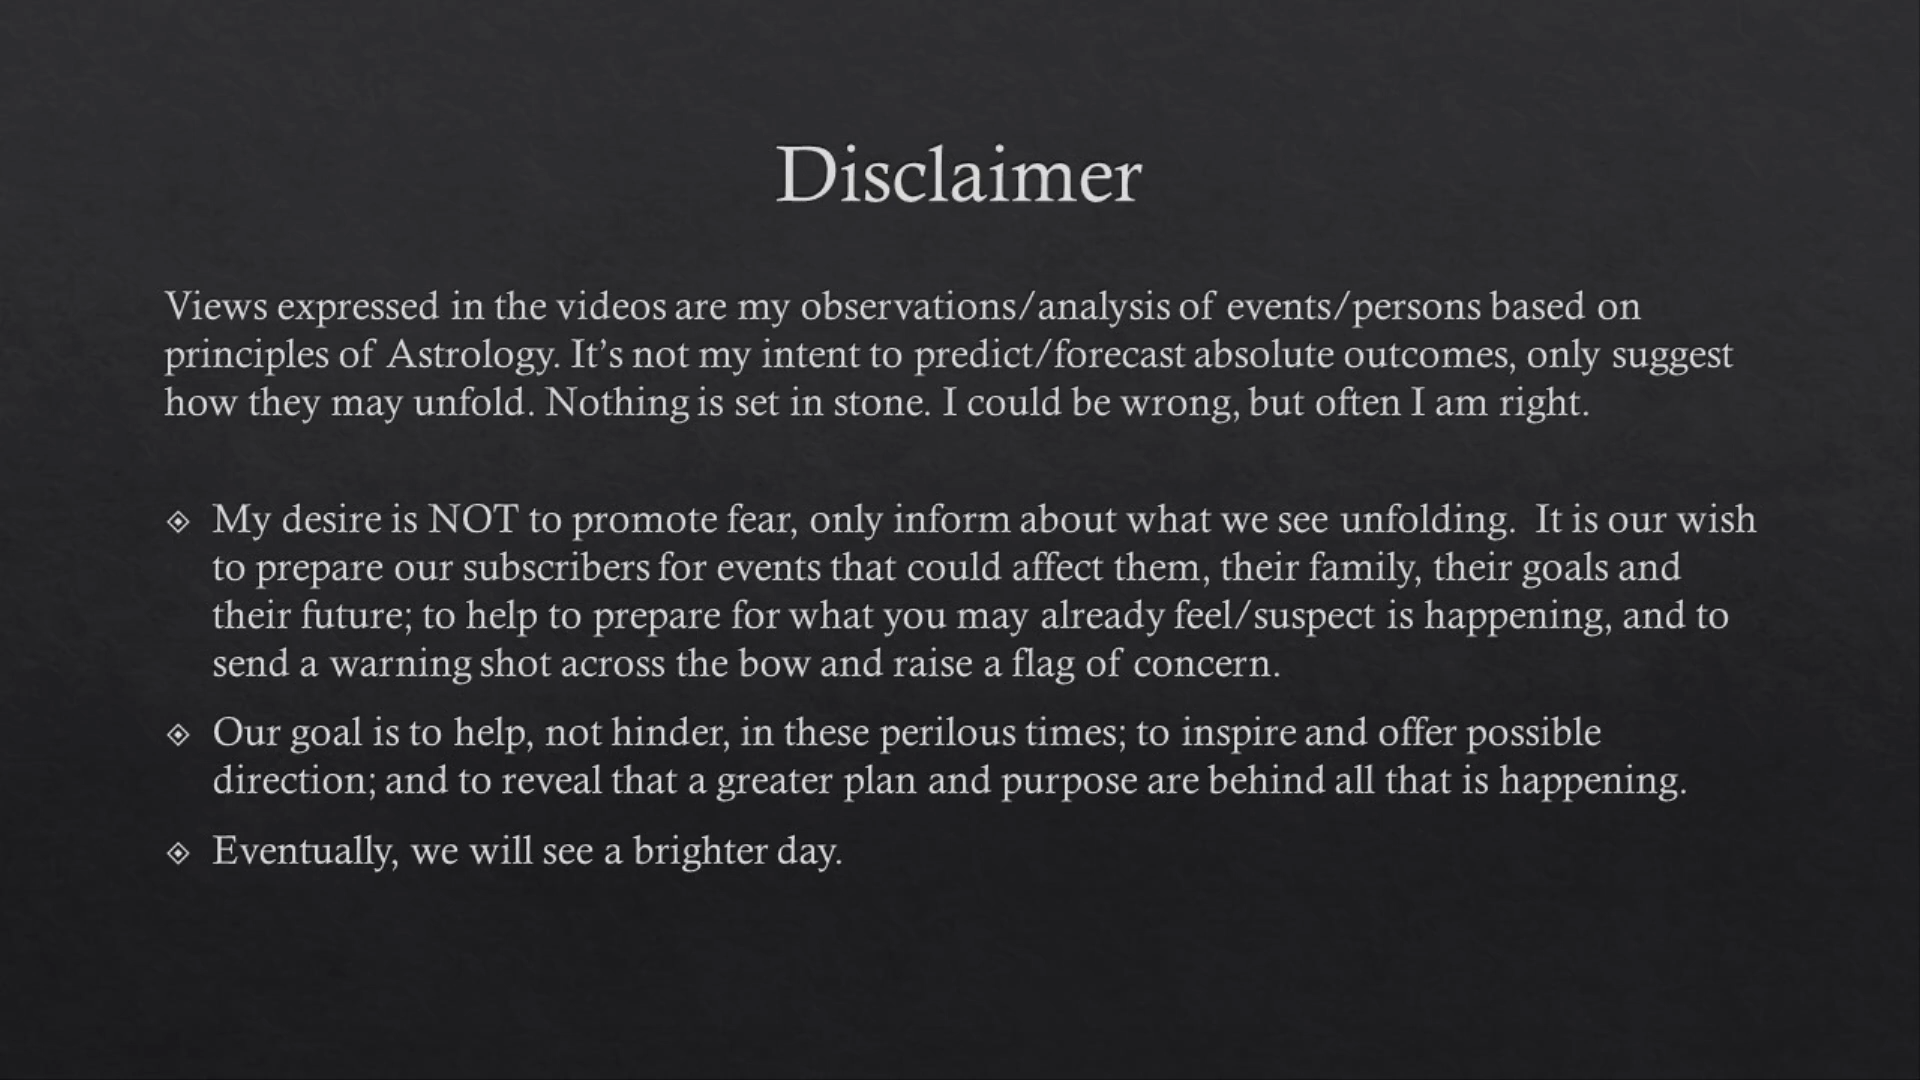 Disclaimer
Views expressed in the videos are my observations/analysis of events/persons based on
principles of Astrology. It’s not my intent to predict/forecast absolute outcomes, only suggest
how they may unfold. Nothing is set in stone. I could be wrong, but often I am right.
My desire is NOT to promote fear, only inform about what we see unfolding.  It is our wish
to prepare our subscribers for events that could affect them, their family, their goals and
their future; to help to prepare for what you may already feel/suspect is happening, and to
send a warning shot across the bow and raise a flag of concern.
Our goal is to help, not hinder, in these perilous times; to inspire and offer possible
direction; and to reveal that a greater plan and purpose are behind all that is happening.
Eventually, we will see a brighter day.